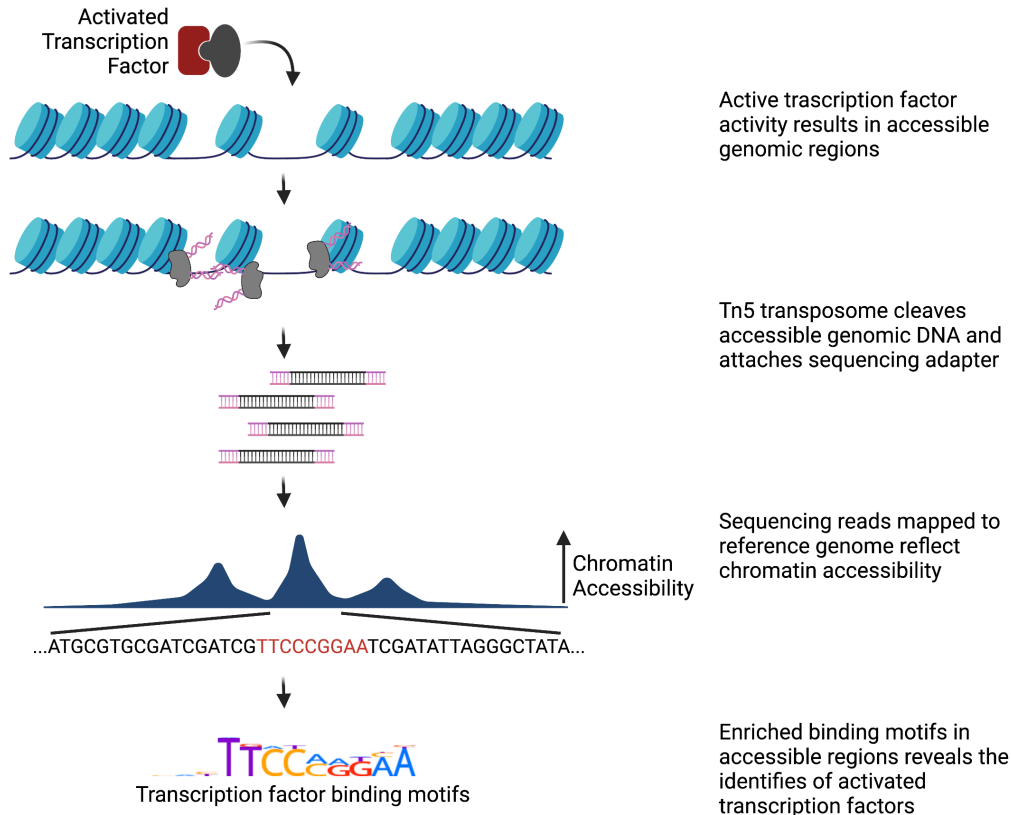 Activated
Transcription
Factor
Active trascription factor
activity results in accessible
genomic regions
Tn5 transposome cleaves
accessible genomic DNA and
attaches sequencing adapter
Sequencing reads mapped to
reference genome reflect
chromatin accessibility
Chromatin
Accessibility
...ATGCGTGCGATCGATCGTTCCCGGAATCGATATTAGGGCTATA...
TTCCAAGGAA
Transcription factor binding motifs
Enriched binding motifs in
accessible regions reveals the
identifies of activated
transcription factors